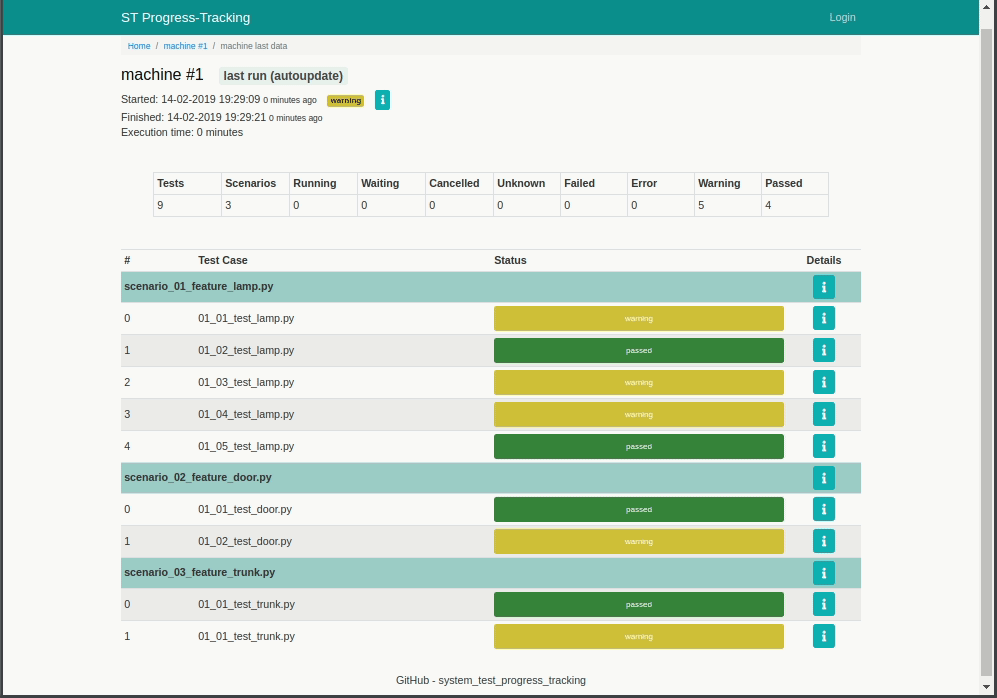 ST Progress-Tracking Login
Home / machine #1 / machine last data
machine #1 last run (autoupdate)
Started: 14-02-2019 19:29:09 0 minutes ago warning i
Finished: 14-02-2019 19:29:21 0 minutes ago
Execution time: 0 minutes
Tests Scenarios Running Waiting Cancelled Unknown Failed Error Warning Passed
9 3 0 0 0 0 0 0 5 4
# Test Case Status Details
scenario_01_feature_lamp.py i
0 01_01_test_lamp.py warning i
1 01_02_test_lamp.py passed i
2 01_03_test_lamp.py warning i
3 01_04_test_lamp.py warning i
4 01_05_test_lamp.py passed i
scenario_02_feature_door.py i
0 01_01_test_door.py passed i
1 01_02_test_door.py warning i
scenario_03_feature_trunk.py i
0 01_01_test_trunk.py passed i
1 01_01_test_trunk.py warning i
GitHub - system_test_progress_tracking